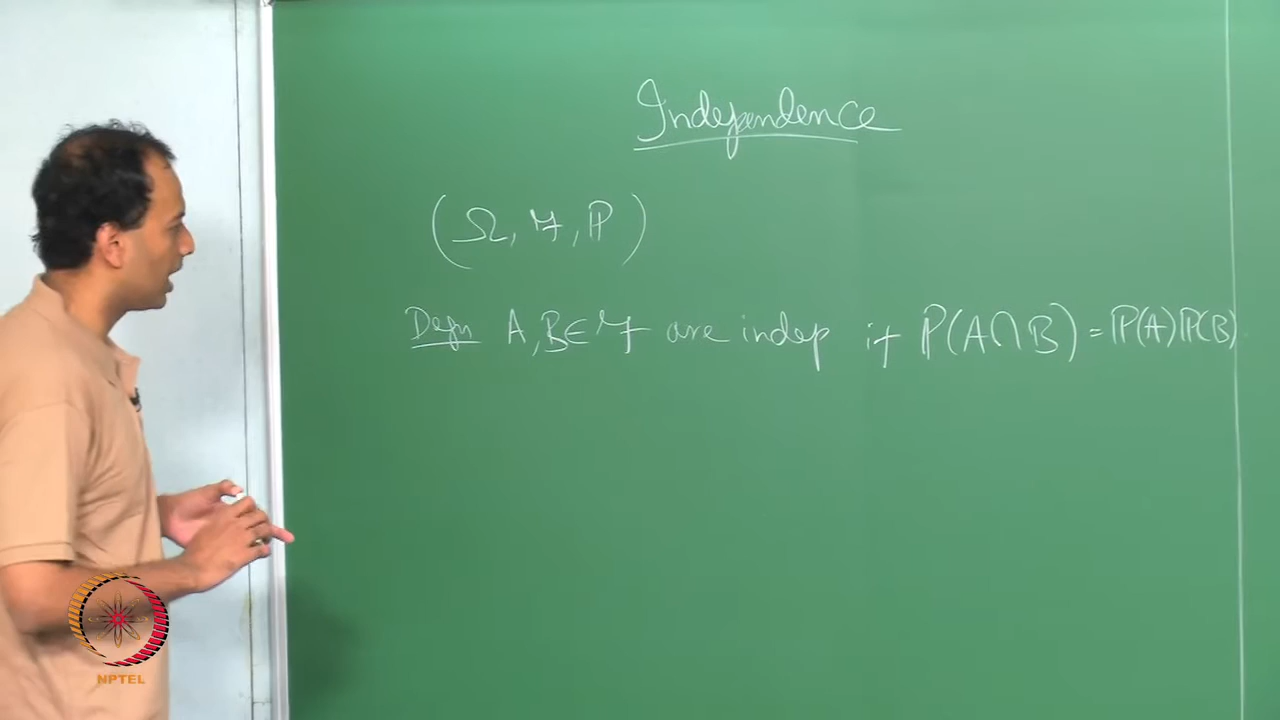 Independence
(Ω, ℱ, ℙ)
Defn A, B ∈ ℱ are indep if ℙ(A ∩ B) = ℙ(A)ℙ(B)
NPTEL